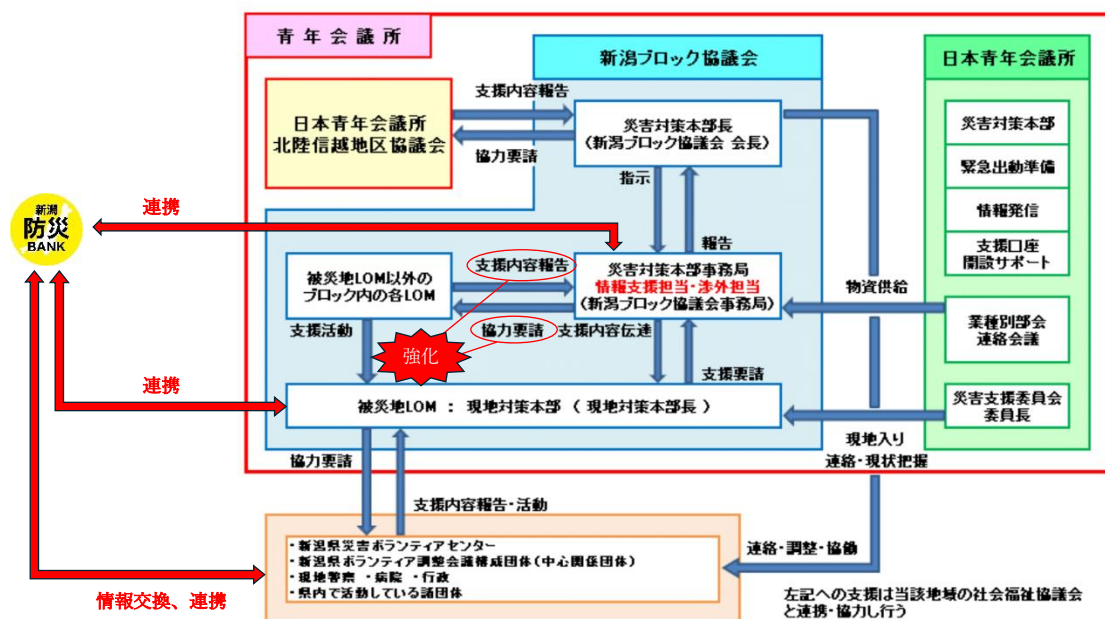 青年会議所
新潟ブロック協議会
日本青年会議所
日本青年会議所
北陸信越地区協議会
支援内容報告
協力要請
災害対策本部長
(新潟ブロック協議会 会長)
災害対策本部
緊急出動準備
情報発信
支援口座
開設サポート
指示
報告
新潟
防災
BANK
連携
被災地LOM以外の
ブロック内の各LOM
支援内容報告
協力要請
災害対策本部事務局
情報支援担当・渉外担当
(新潟ブロック協議会事務局)
物資供給
業種別部会
連絡会議
支援活動
強化
支援内容伝達
支援要請
連携
被災地LOM : 現地対策本部 ( 現地対策本部長 )
災害支援委員会
委員長
現地入り
連絡・現状把握
協力要請
支援内容報告・活動
・新潟県災害ボランティアセンター
・新潟県ボランティア調整会議構成団体(中心関係団体)
・現地警察 ・病院 ・行政
・県内で活動している諸団体
連絡・調整・協働
情報交換、連携
左記への支援は当該地域の社会福祉協議会
と連携・協力し行う